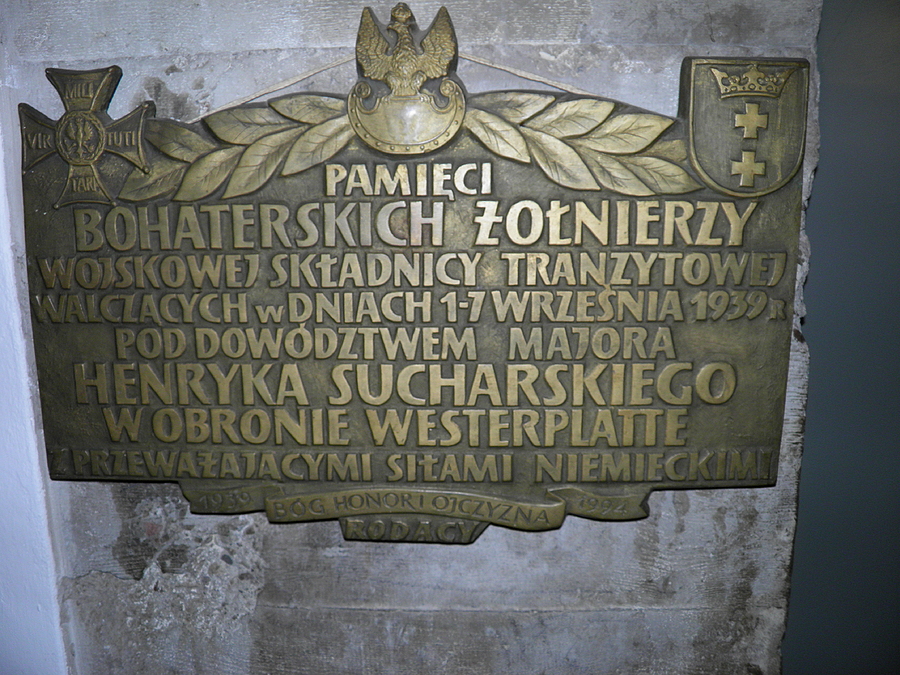 VIRTUTI
MILITARI
PAMIĘCI
BOHATERSKICH ŻOŁNIERZY
WOJSKOWEJ SKŁADNICY TRANZYTOWEJ
WALCZĄCYCH W DNIACH 1-7 WRZEŚNIA 1939 R
POD DOWÓDZTWEM MAJORA
HENRYKA SUCHARSKIEGO
W OBRONIE WESTERPLATTE
Z PRZEWAŻAJĄCYMI SIŁAMI NIEMIECKIMI
1939 BÓG HONOR I OJCZYZNA 1974
RODACY